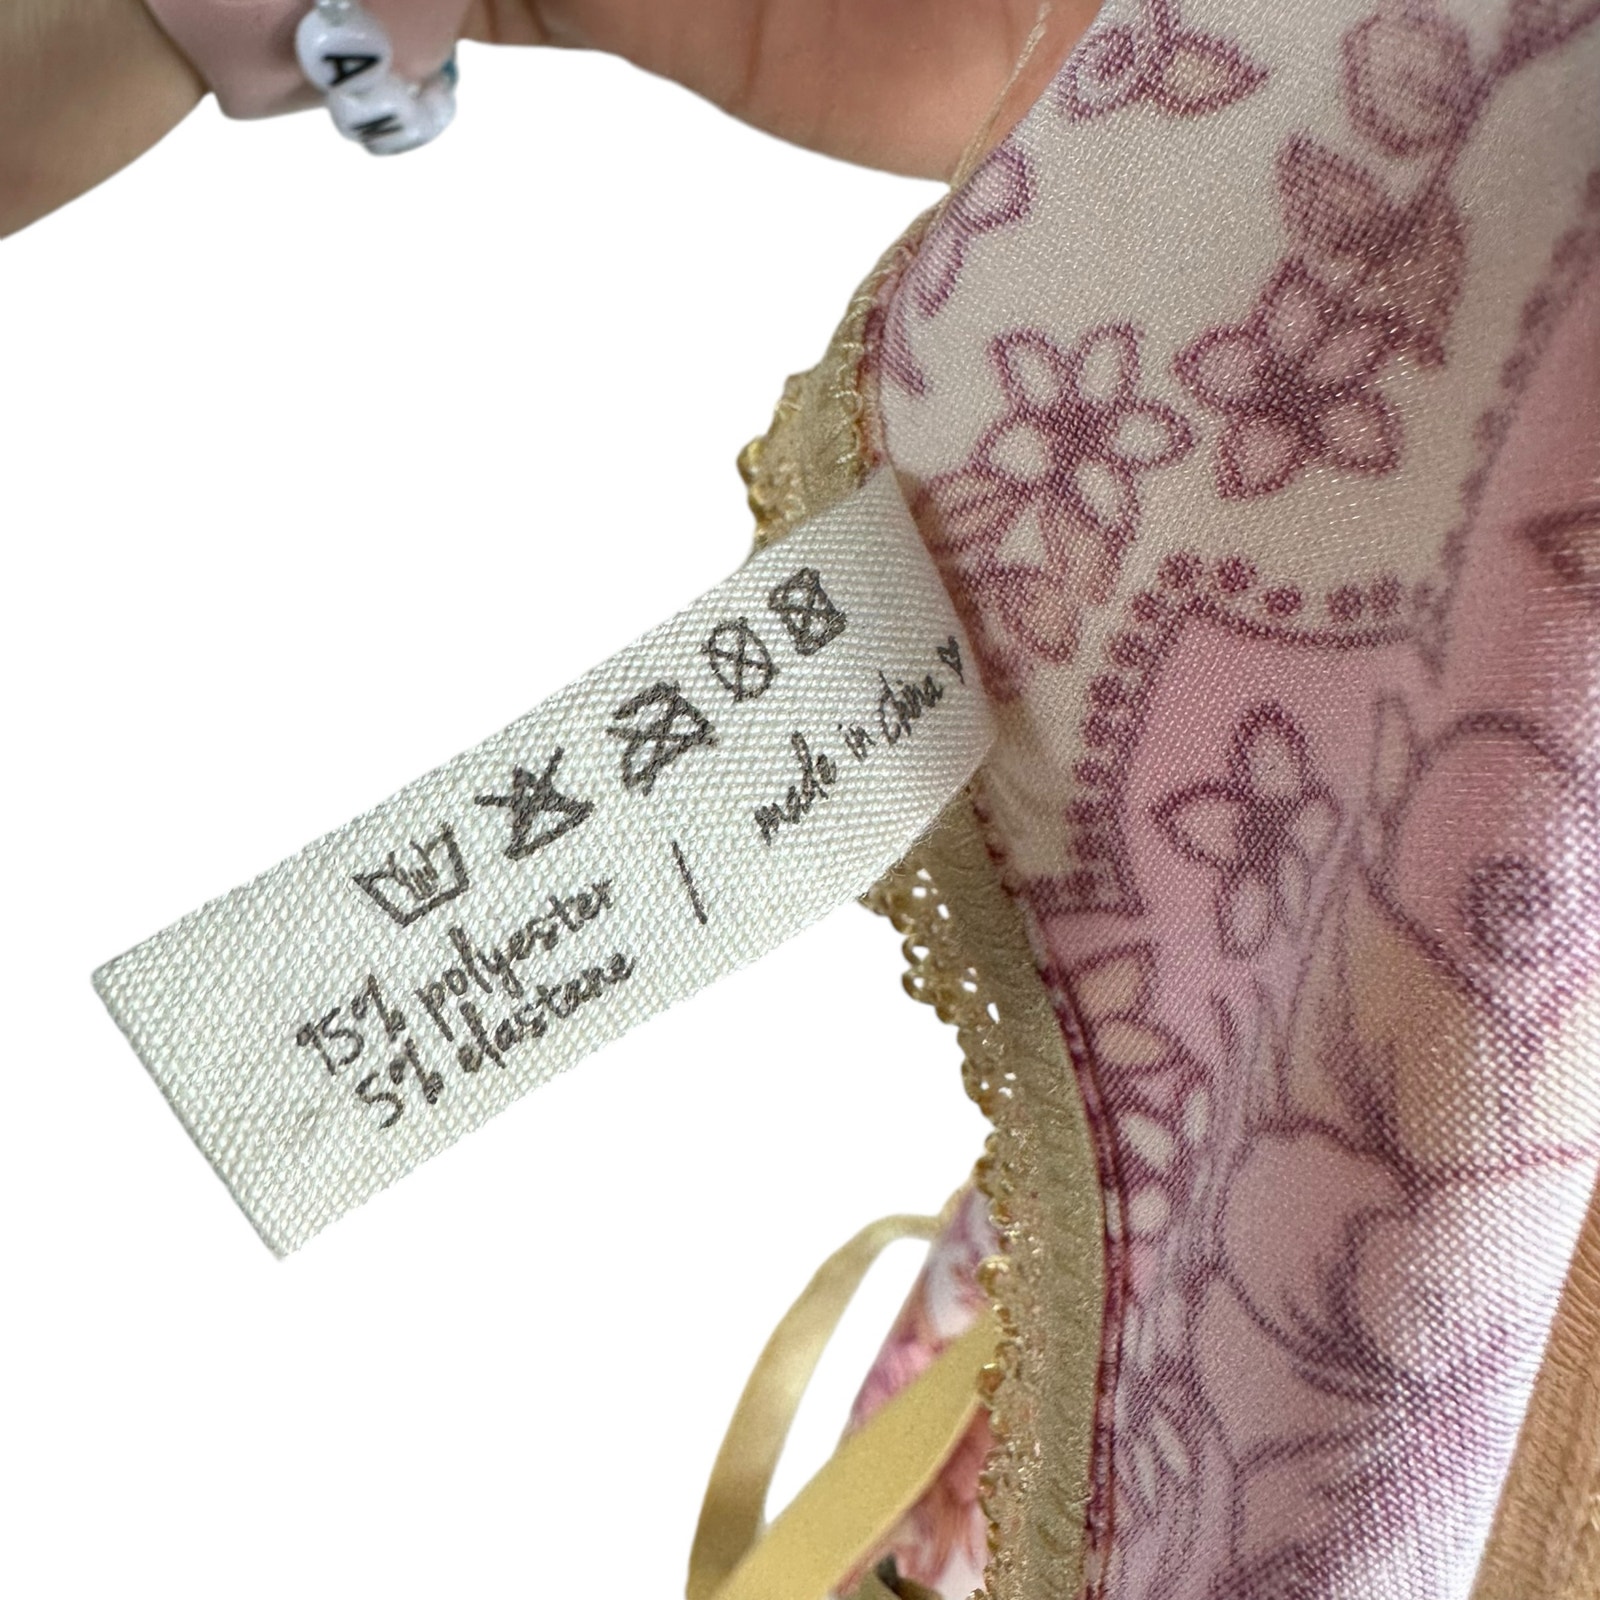 A
N
95% polyester
5% elastane
made in china